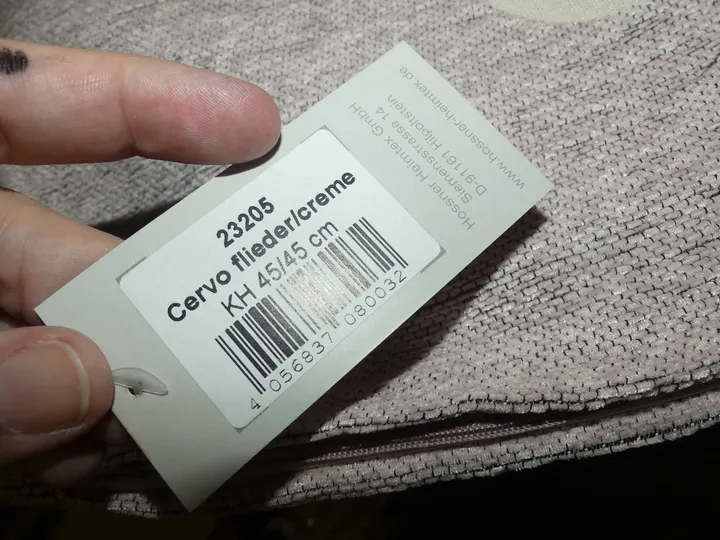 23205
Cervo flieder/creme
KH 45/45 cm
4 056837 080032
Hossner Heimtex GmbH
Siemensstrasse 14
D-91161 Hilpoltstein
www.hossner-heimtex.de